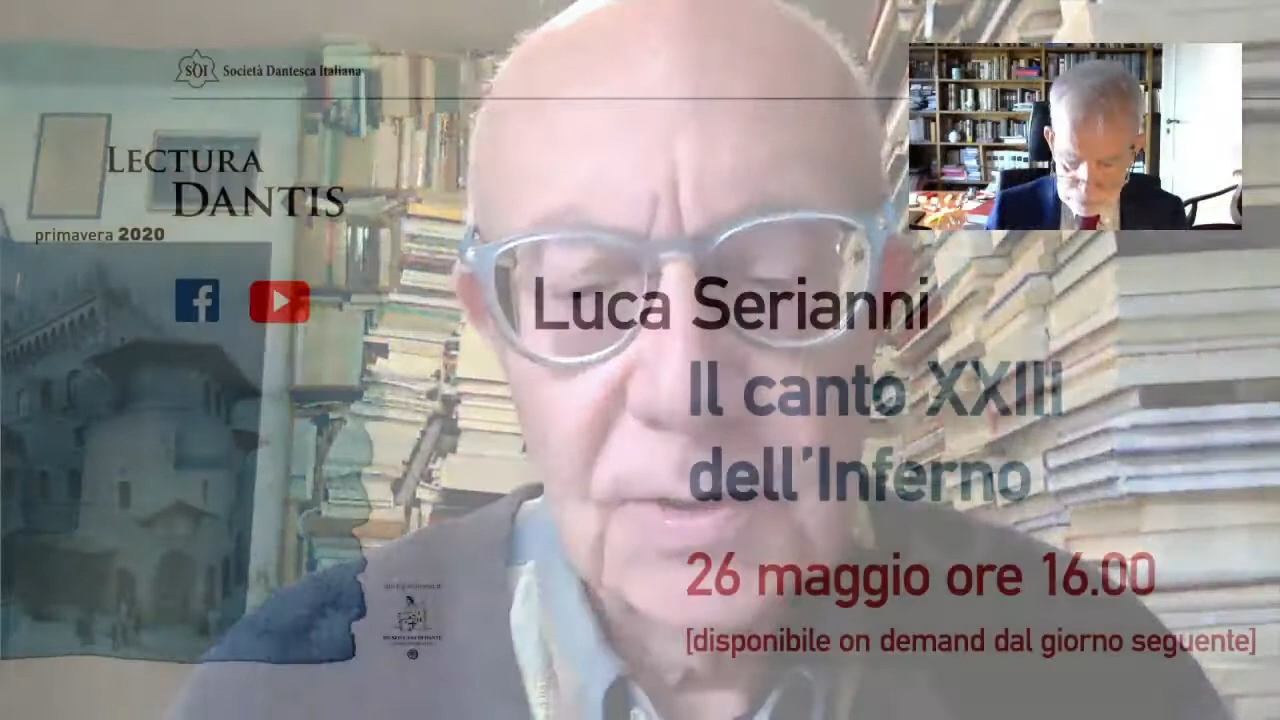 SDI Società Dantesca Italiana
LECTURA
DANTIS
primavera 2020
Luca Serianni
Il canto XXIII
dell'Inferno
26 maggio ore 16.00
[disponibile on demand dal giorno seguente]